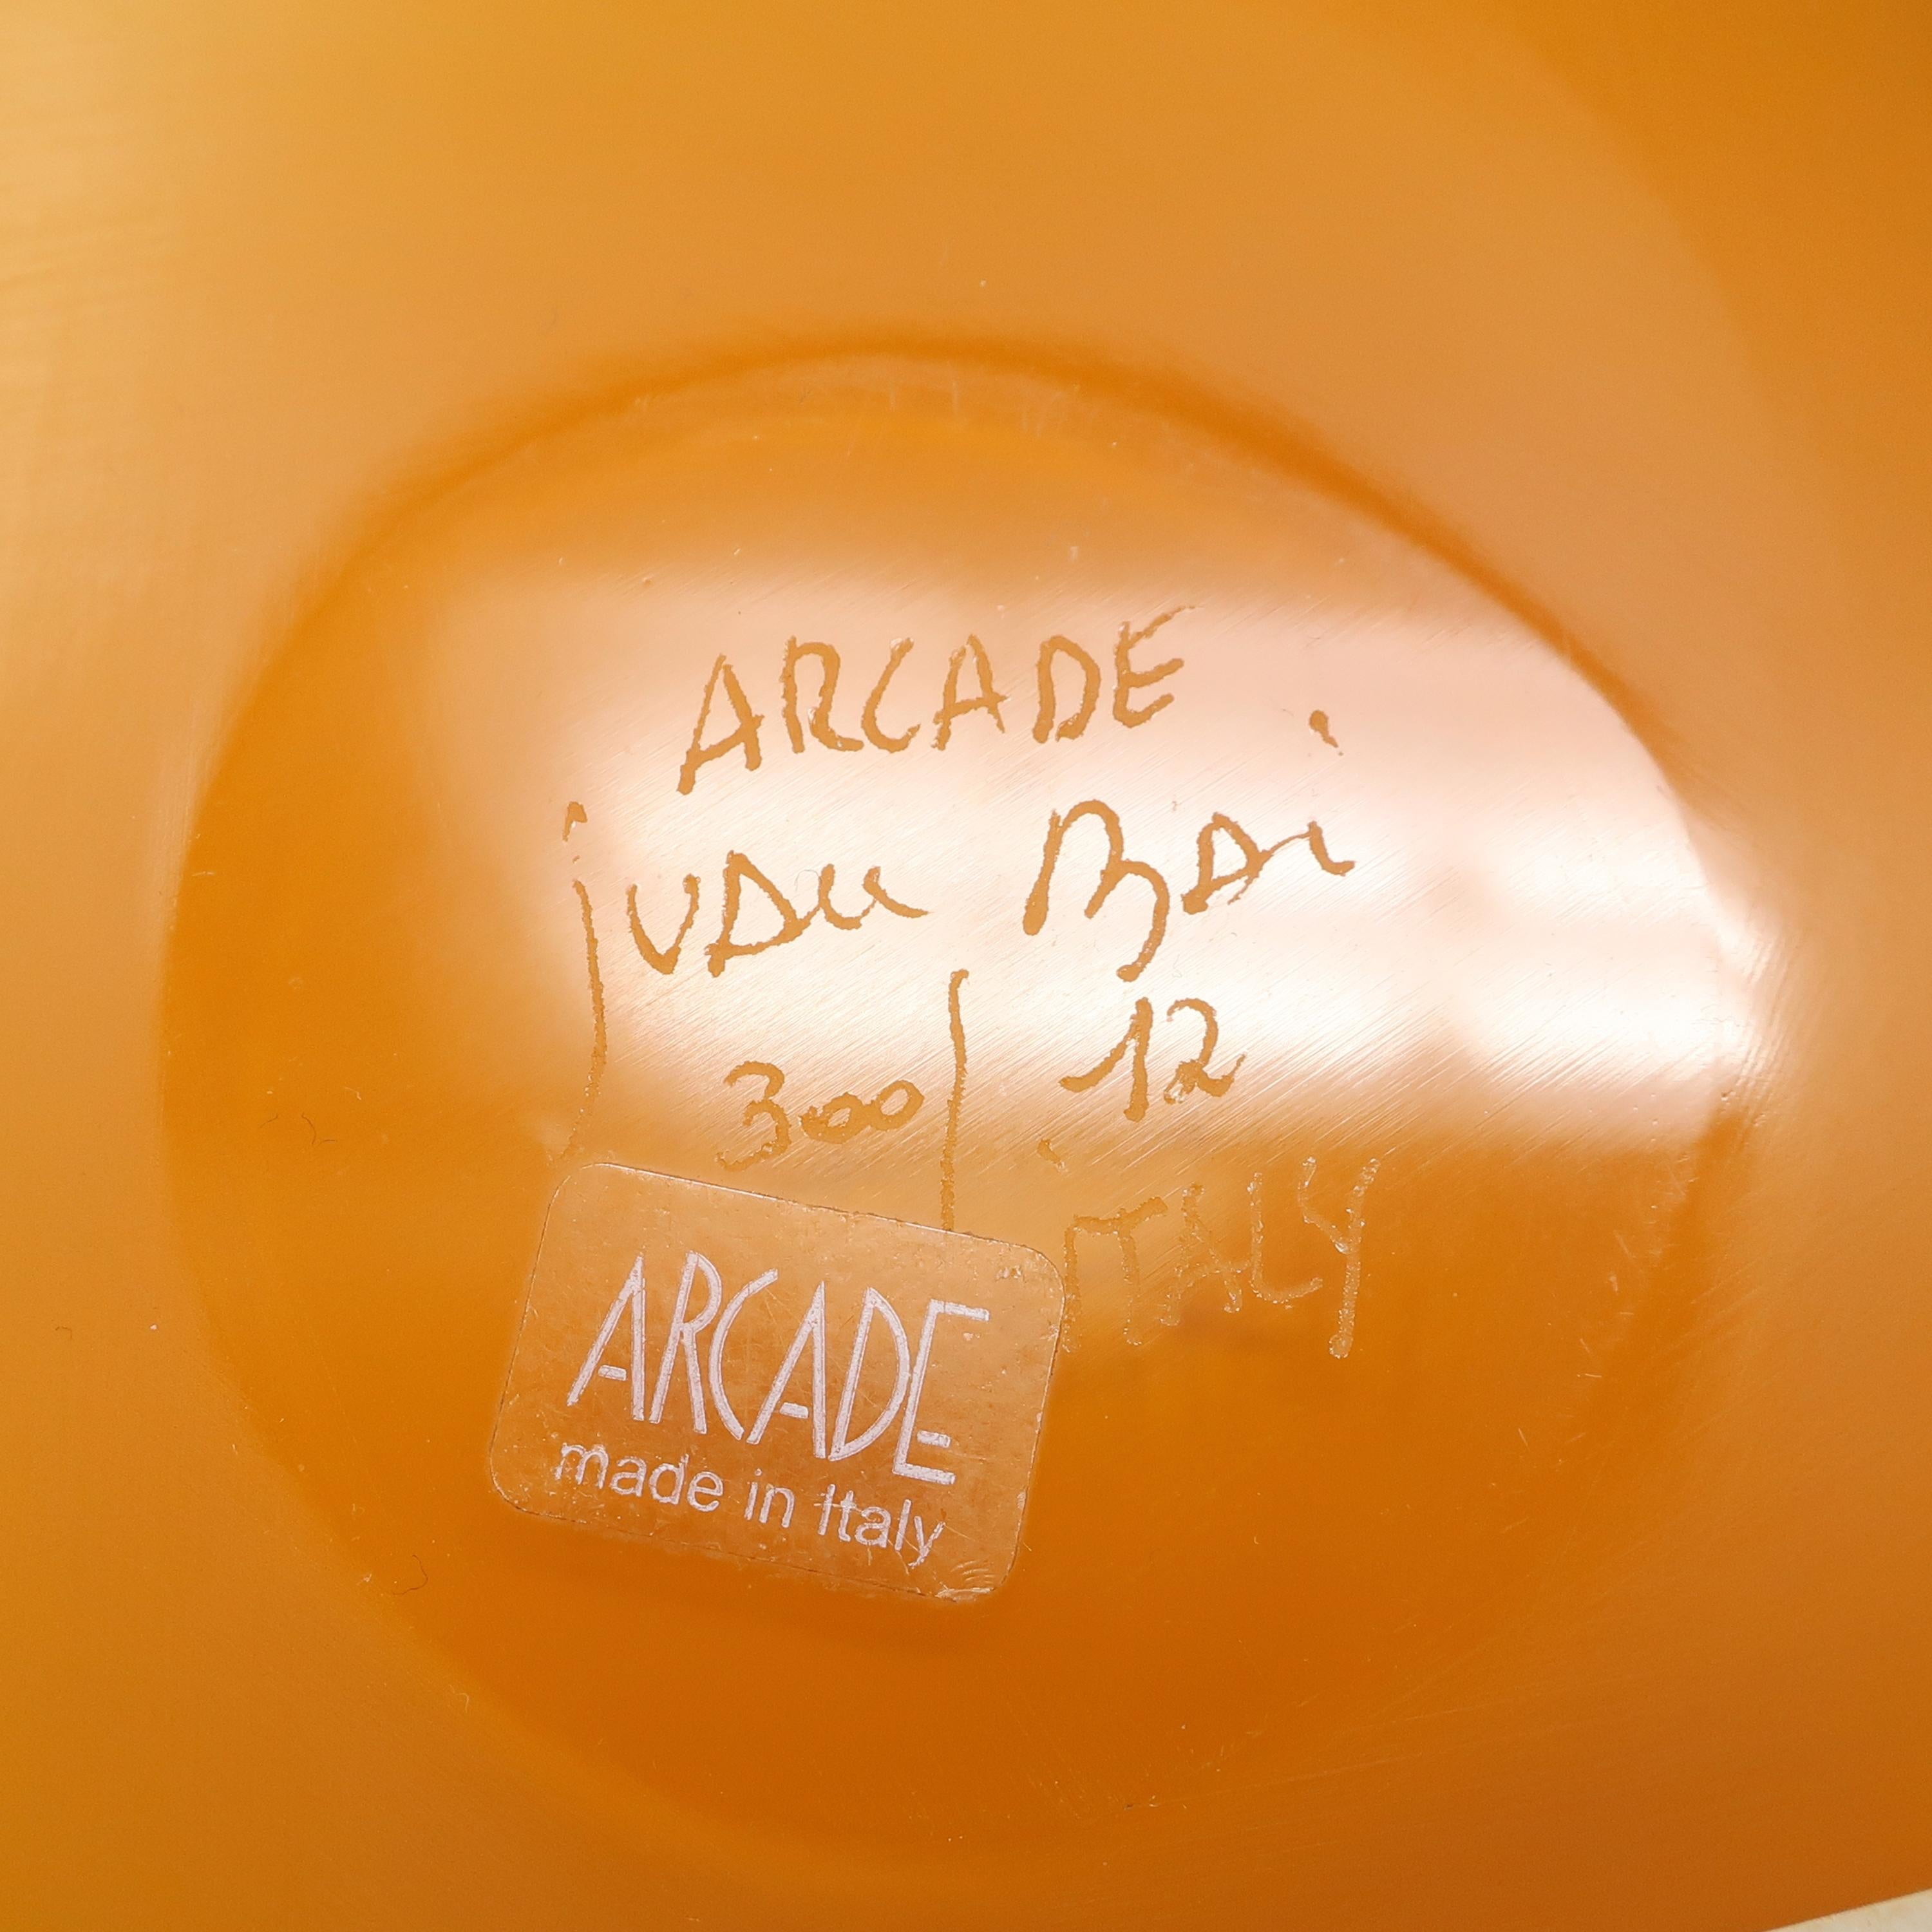 ARCADE
ivan Bai
300/12
iTALY
ARCADE
made in Italy